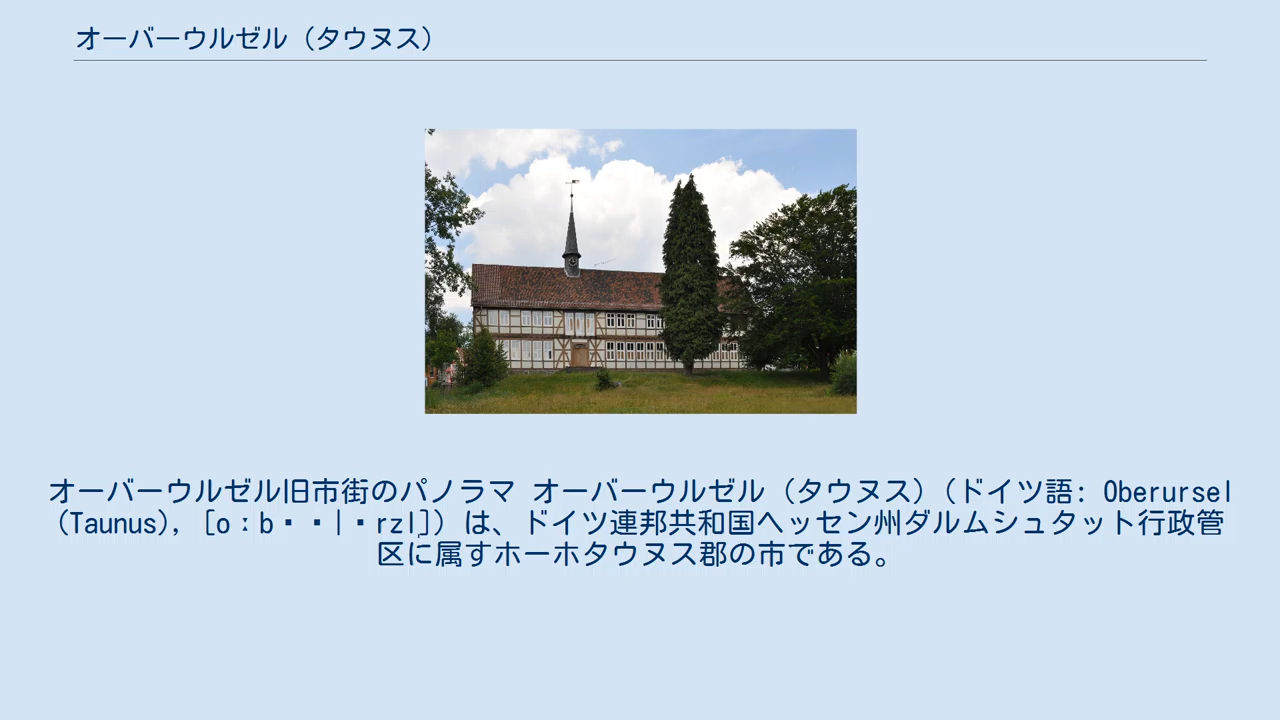 オーバーウルゼル（タウヌス）
オーバーウルゼル旧市街のパノラマ オーバーウルゼル（タウヌス）（ドイツ語: Oberursel
（Taunus), [oːb▪▪|▪rzl̩]）は、ドイツ連邦共和国ヘッセン州ダルムシュタット行政管
区に属すホーホタウヌス郡の市である。